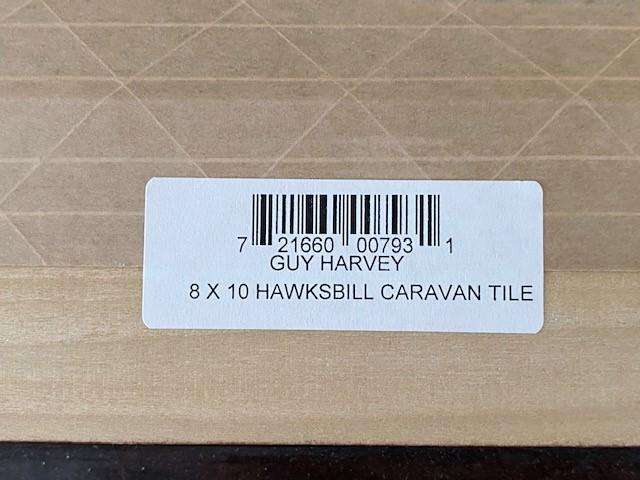 7 21660 00793 1
GUY HARVEY
8 X 10 HAWKSBILL CARAVAN TILE